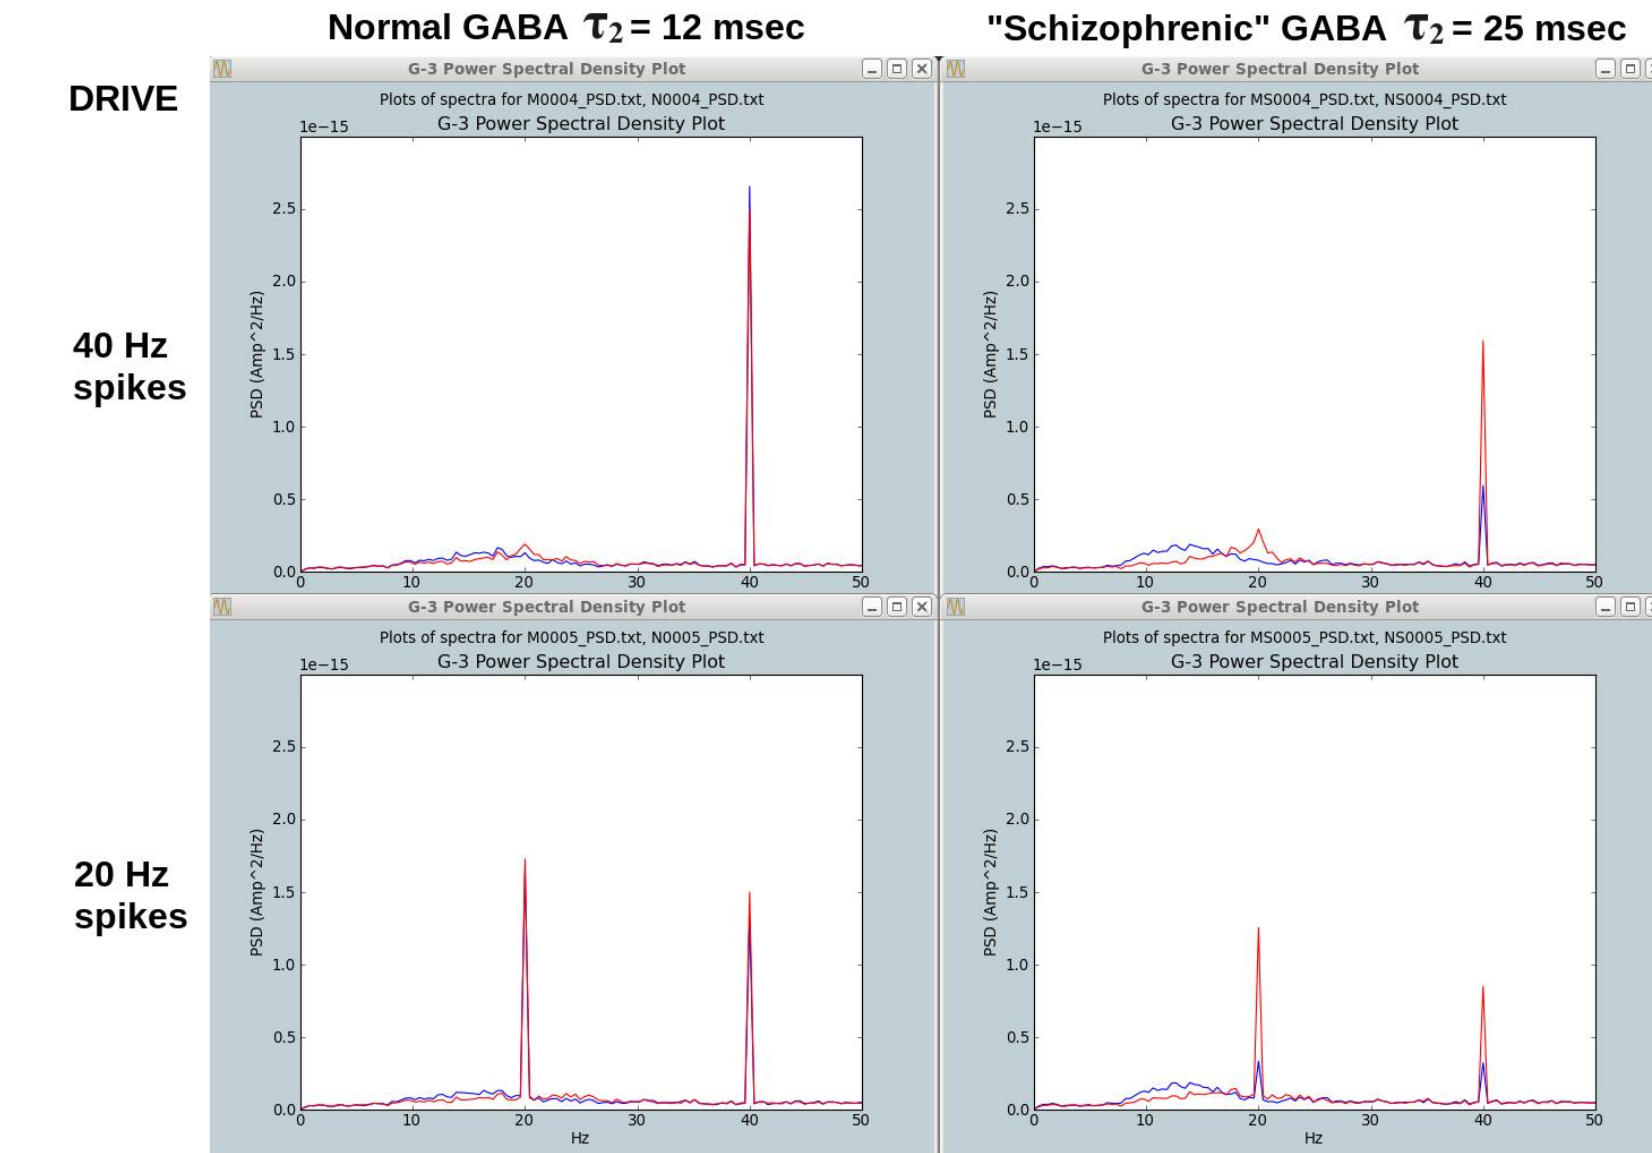 Normal GABA τ2 = 12 msec
"Schizophrenic" GABA τ2 = 25 msec
DRIVE
G-3 Power Spectral Density Plot
Plots of spectra for M0004_PSD.txt, N0004_PSD.txt
G-3 Power Spectral Density Plot
1e−15
2.5
2.0
1.5
1.0
0.5
0.0
PSD (Amp^2/Hz)
0 10 20 30 40 50
G-3 Power Spectral Density Plot
Plots of spectra for MS0004_PSD.txt, NS0004_PSD.txt
G-3 Power Spectral Density Plot
1e−15
2.5
2.0
1.5
1.0
0.5
0.0
PSD (Amp^2/Hz)
0 10 20 30 40 50
40 Hz
spikes
G-3 Power Spectral Density Plot
Plots of spectra for M0005_PSD.txt, N0005_PSD.txt
G-3 Power Spectral Density Plot
1e−15
2.5
2.0
1.5
1.0
0.5
0.0
PSD (Amp^2/Hz)
0 10 20 30 40 50
Hz
G-3 Power Spectral Density Plot
Plots of spectra for MS0005_PSD.txt, NS0005_PSD.txt
G-3 Power Spectral Density Plot
1e−15
2.5
2.0
1.5
1.0
0.5
0.0
PSD (Amp^2/Hz)
0 10 20 30 40 50
Hz
20 Hz
spikes